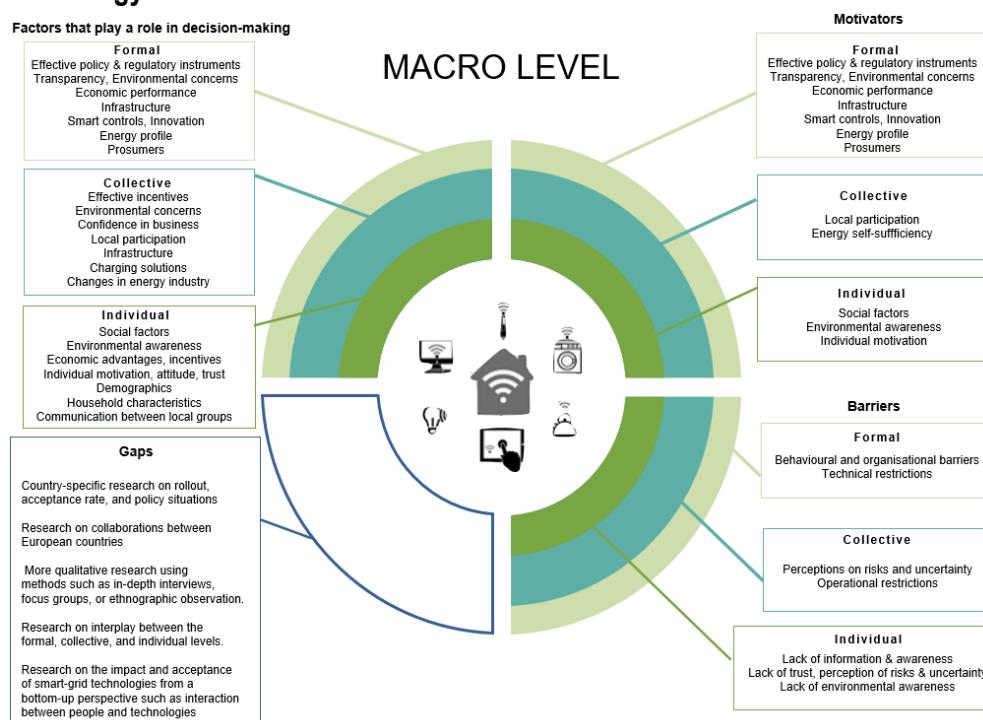 gy
Factors that play a role in decision-making
Formal
Effective policy & regulatory instruments
Transparency, Environmental concerns
Economic performance
Infrastructure
Smart controls, Innovation
Energy profile
Prosumers
Collective
Effective incentives
Environmental concerns
Confidence in business
Local participation
Infrastructure
Charging solutions
Changes in energy industry
Individual
Social factors
Environmental awareness
Economic advantages, incentives
Individual motivation, attitude, trust
Demographics
Household characteristics
Communication between local groups
Gaps
Country-specific research on rollout,
acceptance rate, and policy situations
Research on collaborations between
European countries
More qualitative research using
methods such as in-depth interviews,
focus groups, or ethnographic observation.
Research on interplay between the
formal, collective, and individual levels.
Research on the impact and acceptance
of smart-grid technologies from a
bottom-up perspective such as interaction
between people and technologies
MACRO LEVEL
Motivators
Formal
Effective policy & regulatory instruments
Transparency, Environmental concerns
Economic performance
Infrastructure
Smart controls, Innovation
Energy profile
Prosumers
Collective
Local participation
Energy self-suffficiency
Individual
Social factors
Environmental awareness
Individual motivation
Barriers
Formal
Behavioural and organisational barriers
Technical restrictions
Collective
Perceptions on risks and uncertainty
Operational restrictions
Individual
Lack of information & awareness
Lack of trust, perception of risks & uncertainty
Lack of environmental awareness